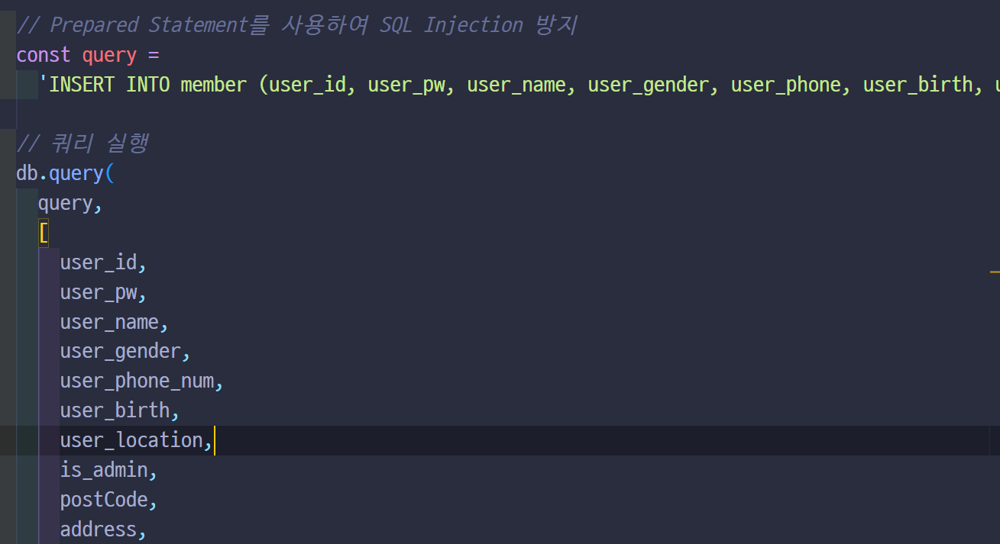 // Prepared Statement를 사용하여 SQL Injection 방지
const query =
'INSERT INTO member (user_id, user_pw, user_name, user_gender, user_phone, user_birth,
// 쿼리 실행
db.query(
query,
[
user_id,
user_pw,
user_name,
user_gender,
user_phone_num,
user_birth,
user_location,
is_admin,
postCode,
address,